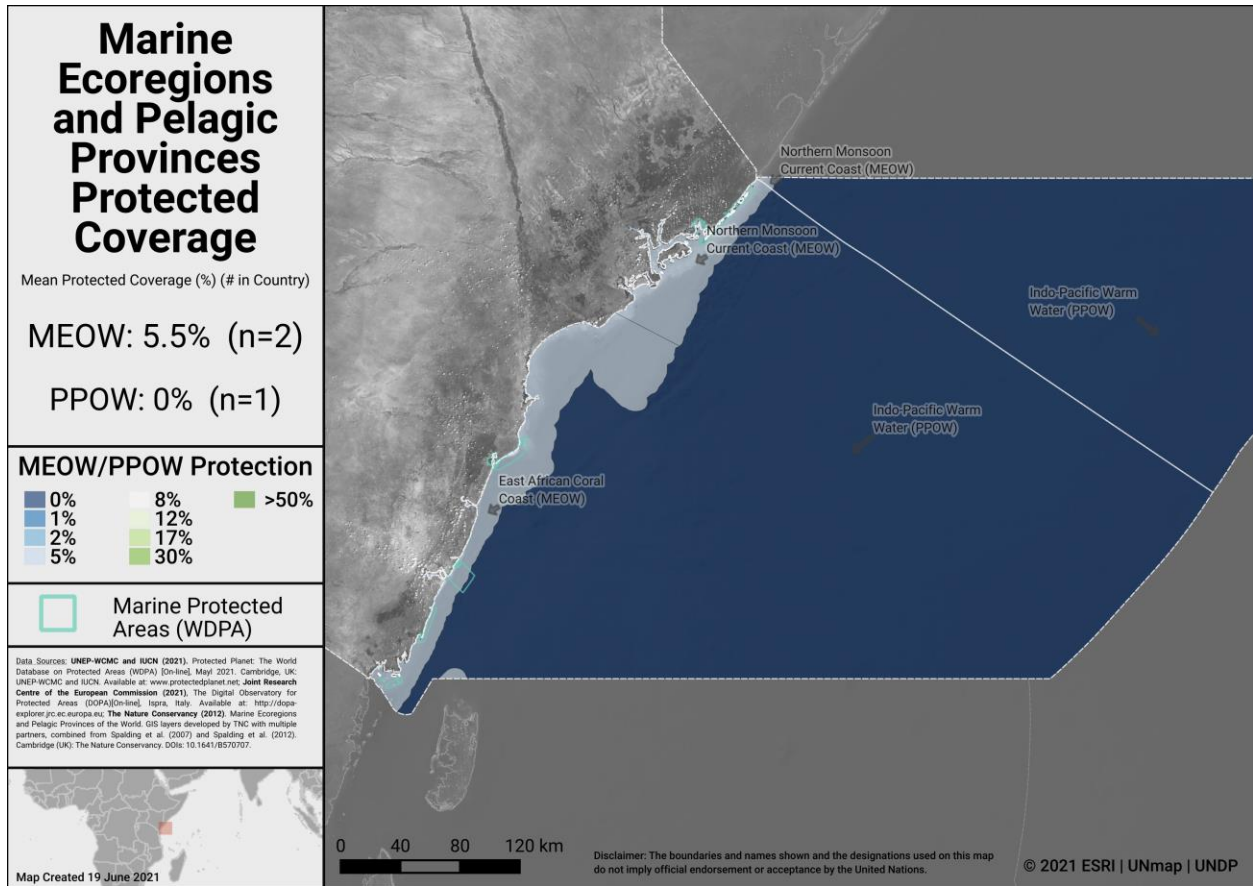 Marine
Ecoregions
and Pelagic
Provinces
Protected
Coverage
Mean Protected Coverage (%) (# in Country)
MEOW: 5.5% (n=2)
PPOW: 0% (n=1)
MEOW/PPOW Protection
0%
1%
2%
5%
8%
12%
17%
30%
>50%
Marine Protected
Areas (WDPA)
Data Sources: UNEP-WCMC and IUCN (2021). Protected Planet: The World
Database on Protected Areas (WDPA) [On-line], Mayl 2021. Cambridge, UK:
UNEP-WCMC and IUCN. Available at: www.protectedplanet.net; Joint Research
Centre of the European Commission (2021), The Digital Observatory for
Protected Areas (DOPA)[On-line], Ispra, Italy. Available at: http://dopa-
explorer.jrc.ec.europa.eu; The Nature Conservancy (2012). Marine Ecoregions
and Pelagic Provinces of the World. GIS layers developed by TNC with multiple
partners, combined from Spalding et al. (2007) and Spalding et al. (2012).
Cambridge (UK): The Nature Conservancy. DOIs: 10.1641/B570707.
Map Created 19 June 2021
Northern Monsoon
Current Coast (MEOW)
Northern Monsoon
Current Coast (MEOW)
Indo-Pacific Warm
Water (PPOW)
Indo-Pacific Warm
Water (PPOW)
East African Coral
Coast (MEOW)
0 40 80 120 km
Disclaimer: The boundaries and names shown and the designations used on this map
do not imply official endorsement or acceptance by the United Nations.
© 2021 ESRI | UNmap | UNDP